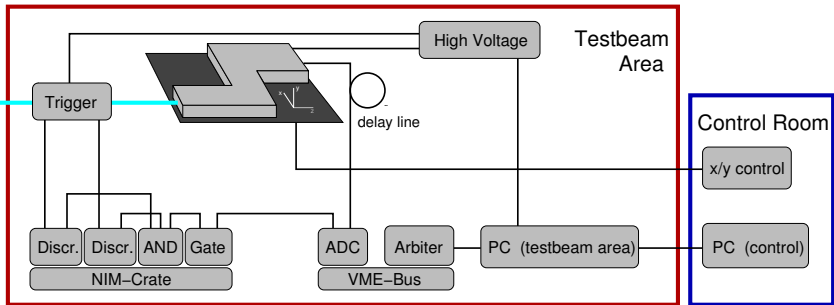 High Voltage
Testbeam
Area
Trigger
x
y
z
delay line
Control Room
x/y control
Discr.
Discr.
AND
Gate
ADC
Arbiter
PC (testbeam area)
PC (control)
NIM–Crate
VME–Bus